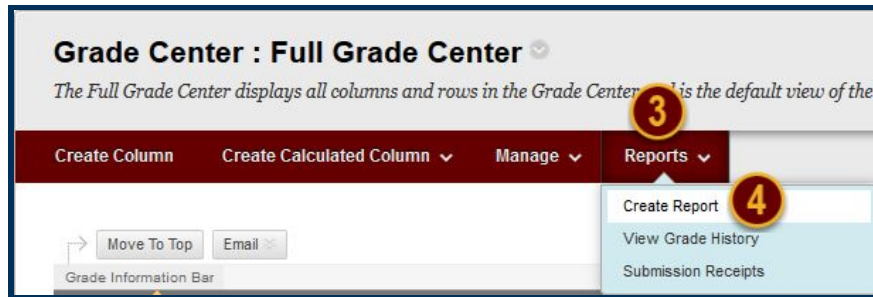 Grade Center : Full Grade Center
The Full Grade Center displays all columns and rows in the Grade Center is the default view of the
3
Create Column Create Calculated Column Manage Reports
Create Report 4
Move To Top Email View Grade History
Grade Information Bar Submission Receipts